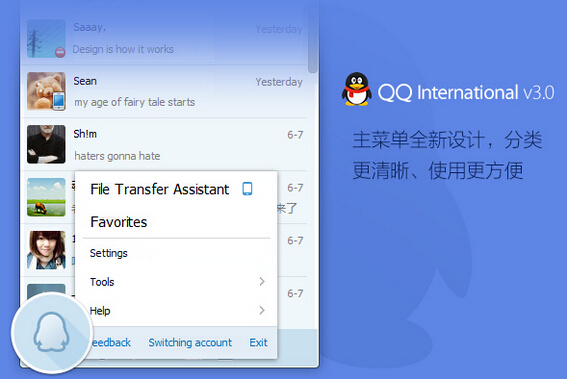 Saaay,
Yesterday
Design is how it works
Sean
Yesterday
my age of fairy tale starts
Sh!m
6-7
haters gonna hate
6-7
来了
6-7
6-7
File Transfer Assistant
Favorites
Settings
Tools
Help
Feedback
Switching account
Exit
QQ International v3.0
主菜单全新设计，分类
更清晰、使用更方便